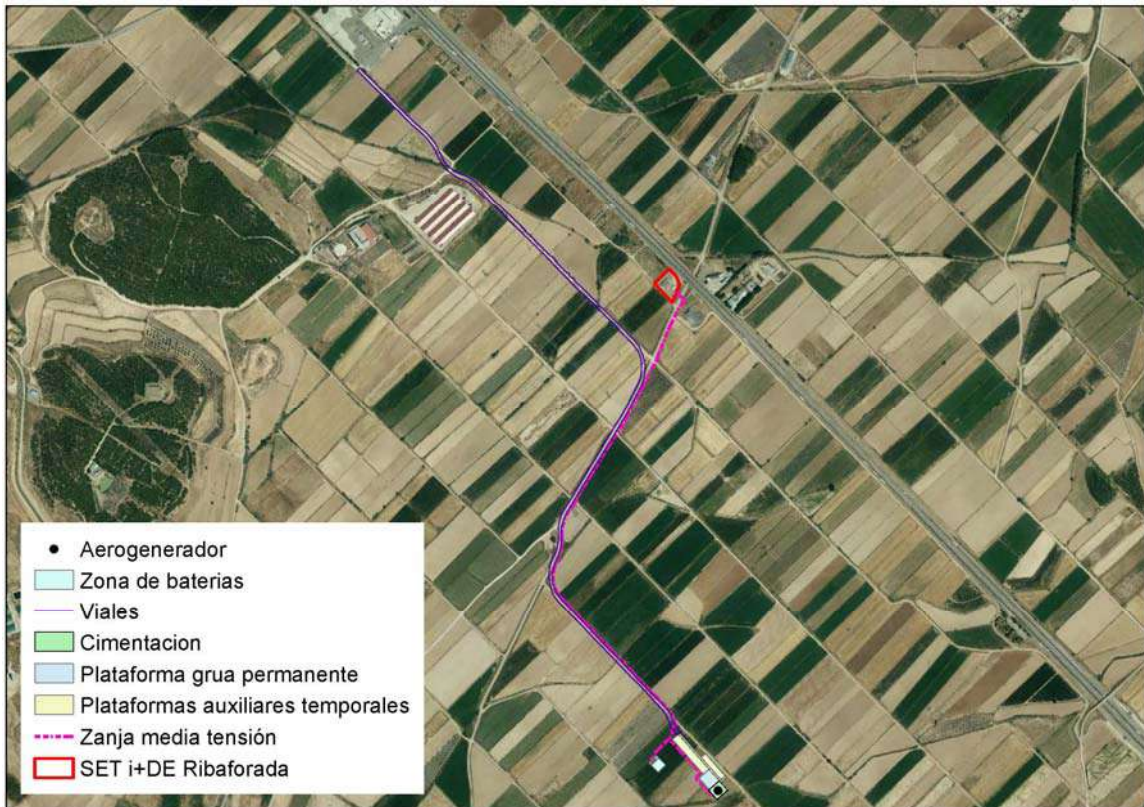 Aerogenerador
Zona de baterias
Viales
Cimentacion
Plataforma grua permanente
Plataformas auxiliares temporales
Zanja media tensión
SET i+DE Ribaforada